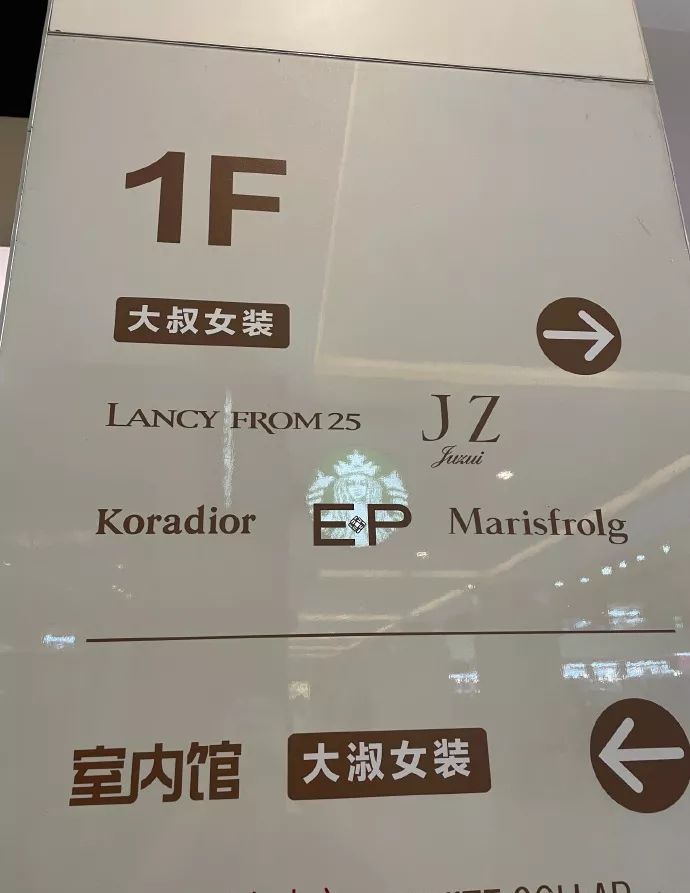 1F
大叔女装
LANCY FROM 25
J Z
Juzui
Koradior EP Marisfrolg
室内馆 大淑女装